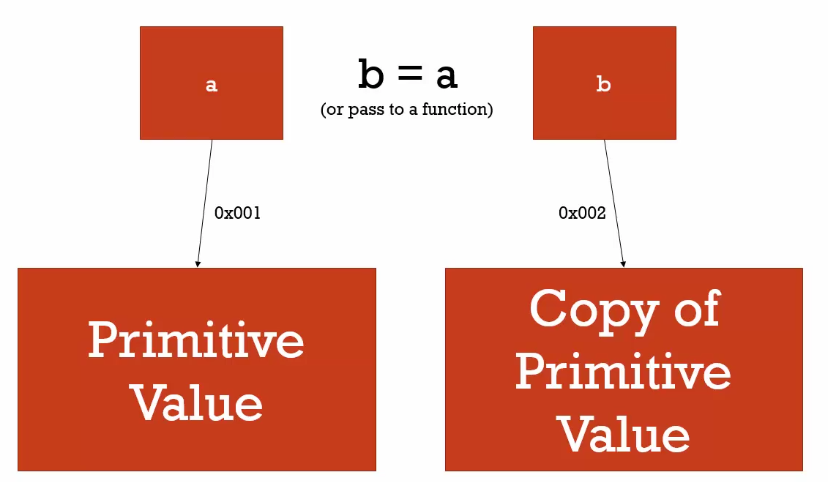 a
b = a
(or pass to a function)
b
0x001
0x002
Primitive
Value
Copy of
Primitive
Value